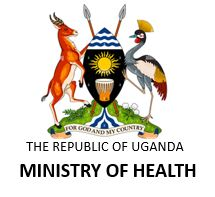 FOR GOD AND MY COUNTRY
THE REPUBLIC OF UGANDA
MINISTRY OF HEALTH